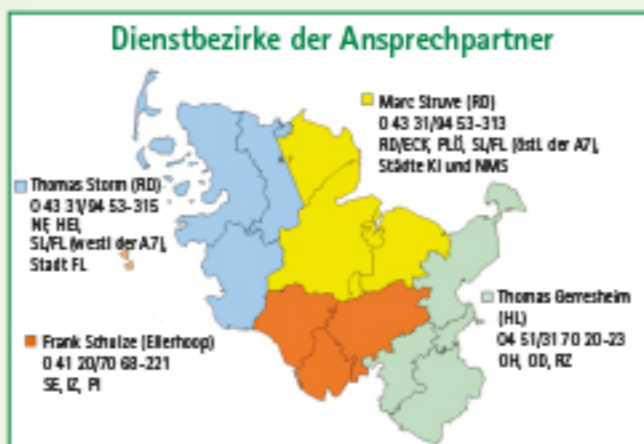 Dienstbezirke der Ansprechpartner
Marc Struve (RD)
0 43 31/94 53-313
RD/ECK, PLÖ, SL/FL (östl. der A7),
Städte KI und NMS
Thomas Storm (RD)
0 43 31/94 53-315
NF, HEI,
SL/FL (westl der A7),
Stadt FL
Thomas Gerresheim
(HL)
04 51/31 70 20-23
OH, OD, RZ
Frank Schulze (Ellerhoop)
0 41 20/70 68-221
SE, IZ, PI